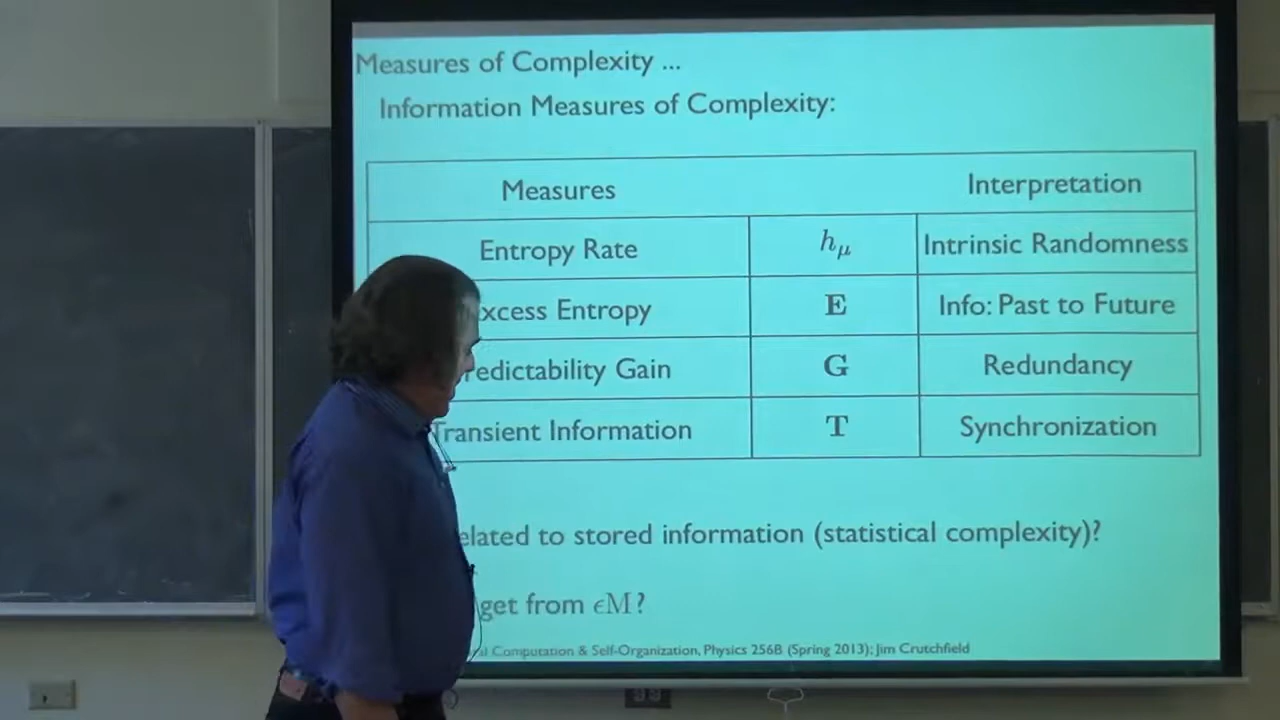 Measures of Complexity ...
Information Measures of Complexity:
Measures Interpretation
Entropy Rate hμ Intrinsic Randomness
xcess Entropy E Info: Past to Future
redictability Gain G Redundancy
Transient Information T Synchronization
elated to stored information (statistical complexity)?
get from ϵM?
al Computation & Self-Organization, Physics 256B (Spring 2013); Jim Crutchfield